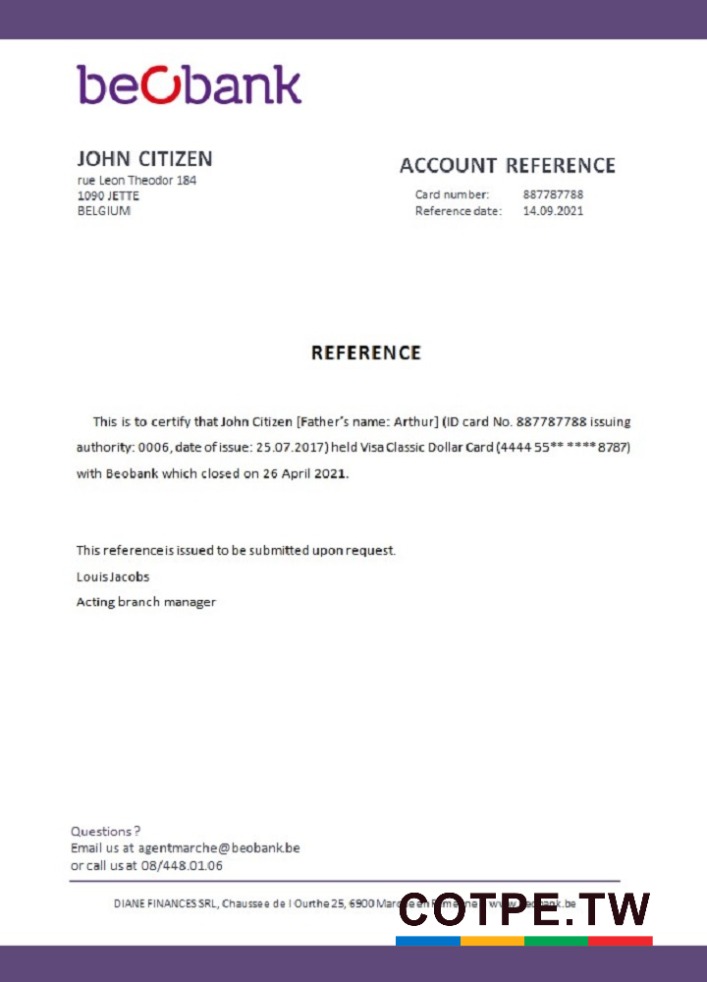 beobank
JOHN CITIZEN
rue Leon Theodor 184
1090 JETTE
BELGIUM
ACCOUNT REFERENCE
Card number: 887787788
Reference date: 14.09.2021
REFERENCE
This is to certify that John Citizen [Father's name: Arthur] (ID card No. 887787788 issuing
authority: 0006, date of issue: 25.07.2017) held Visa Classic Dollar Card (4444 55** ****8787)
with Beobank which closed on 26 April 2021.
This reference is issued to be submitted upon request.
Louis Jacobs
Acting branch manager
Questions?
Email us at agentmarche@beobank.be
or call us at 08/448.01.06
DIANE FINANCES SRL, Chaussee de l Ourthe 25, 6900
COTPE.TW